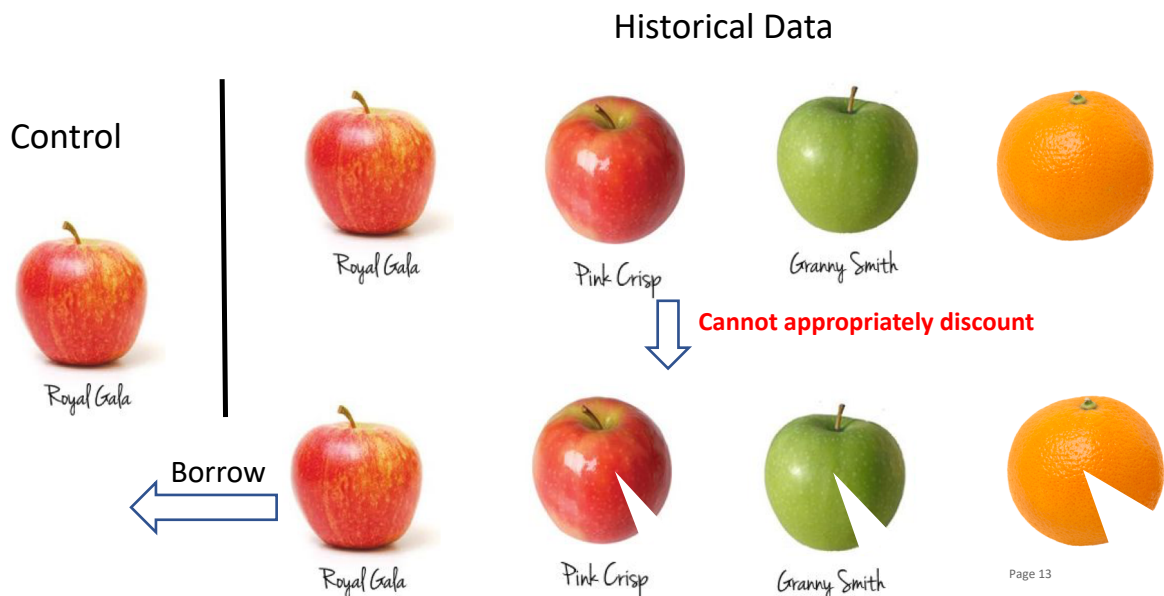 Historical Data
Control
Royal Gala
Royal Gala
Pink Crisp
Granny Smith
Cannot appropriately discount
Borrow
Royal Gala
Pink Crisp
Granny Smith
Page 13